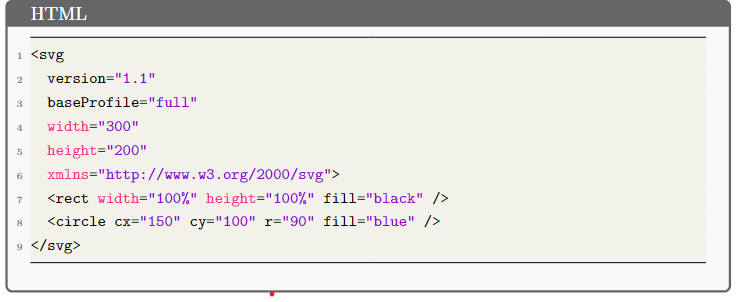 HTML
1 <svg
2   version="1.1"
3   baseProfile="full"
4   width="300"
5   height="200"
6   xmlns="http://www.w3.org/2000/svg">
7   <rect width="100%" height="100%" fill="black" />
8   <circle cx="150" cy="100" r="90" fill="blue" />
9 </svg>